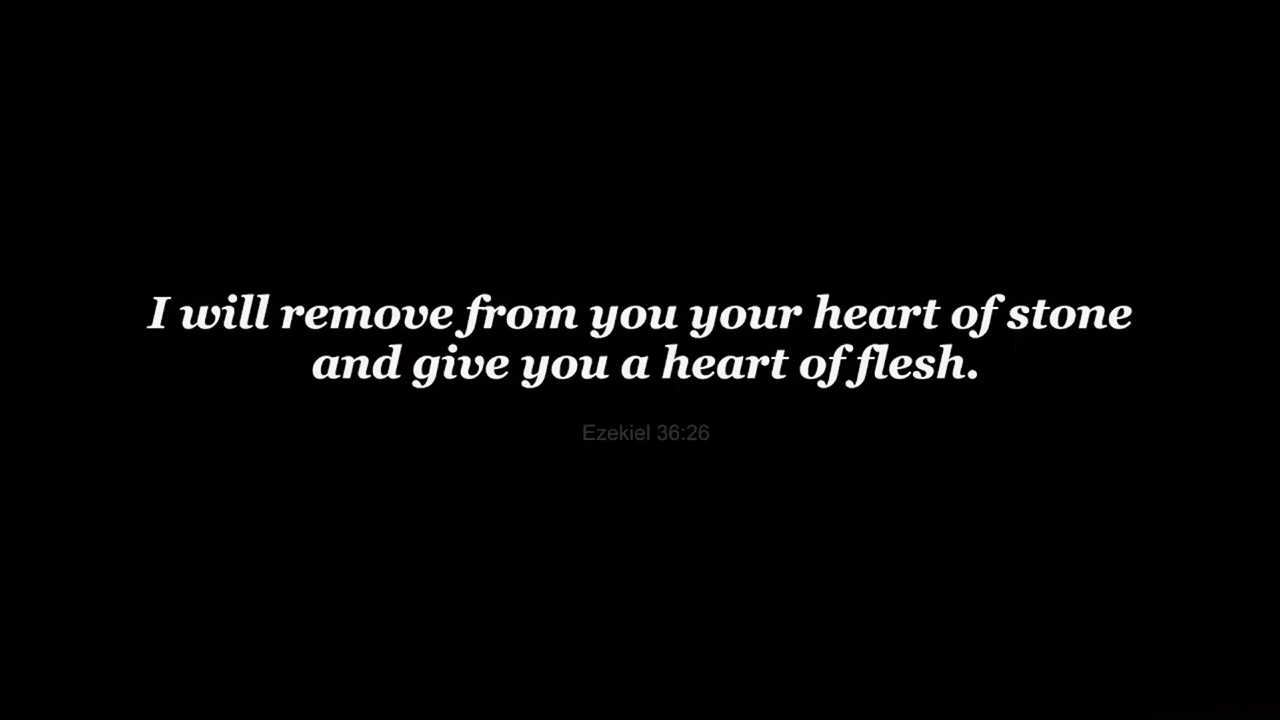 I will remove from you your heart of stone
and give you a heart of flesh.
Ezekiel 36:26